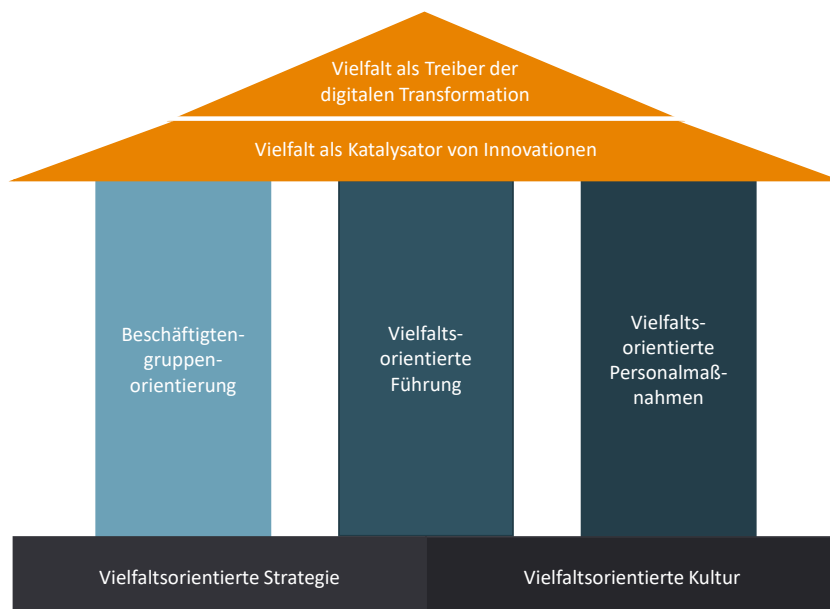 Vielfalt als Treiber der
digitalen Transformation
Vielfalt als Katalysator von Innovationen
Beschäftigten-
gruppen-
orientierung
Vielfalts-
orientierte
Führung
Vielfalts-
orientierte
Personalmaß-
nahmen
Vielfaltsorientierte Strategie
Vielfaltsorientierte Kultur